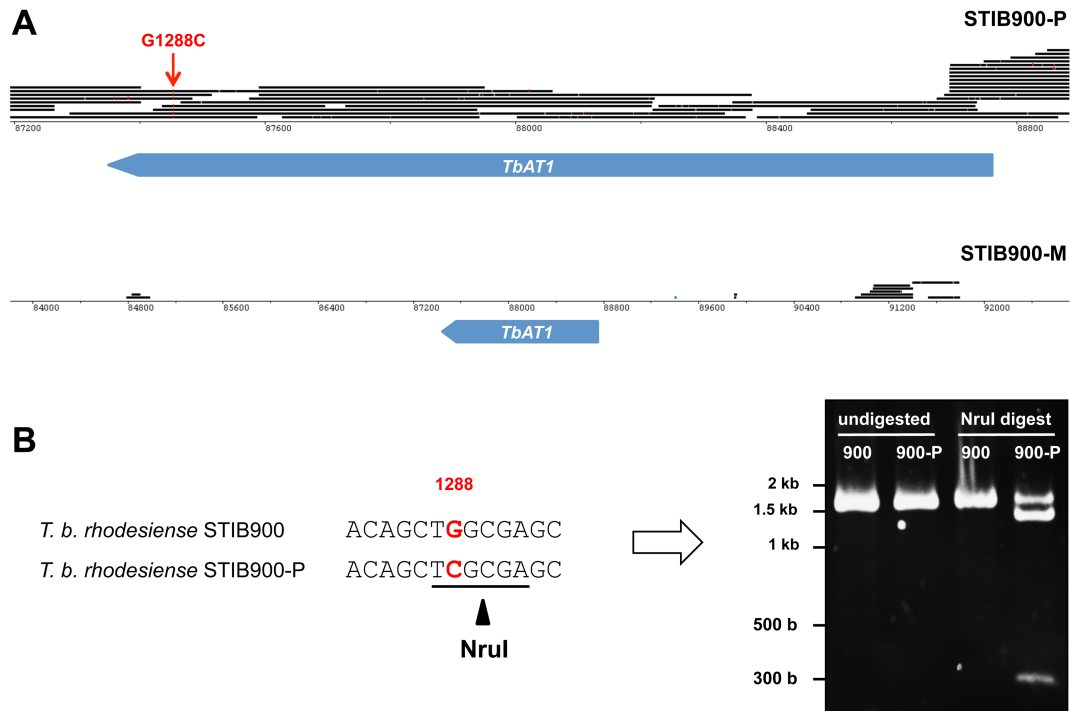 A
STIB900-P
G1288C
87200 87600 88000 88400 88800
TbAT1
STIB900-M
84000 84800 85600 86400 87200 88000 88800 89600 90400 91200 92000
TbAT1
B
undigested NruI digest
900 900-P 900 900-P
1288
T. b. rhodesiense STIB900 ACAGCTGGCGAGC
T. b. rhodesiense STIB900-P ACAGCTCGCGAGC
NruI
2 kb
1.5 kb
1 kb
500 b
300 b